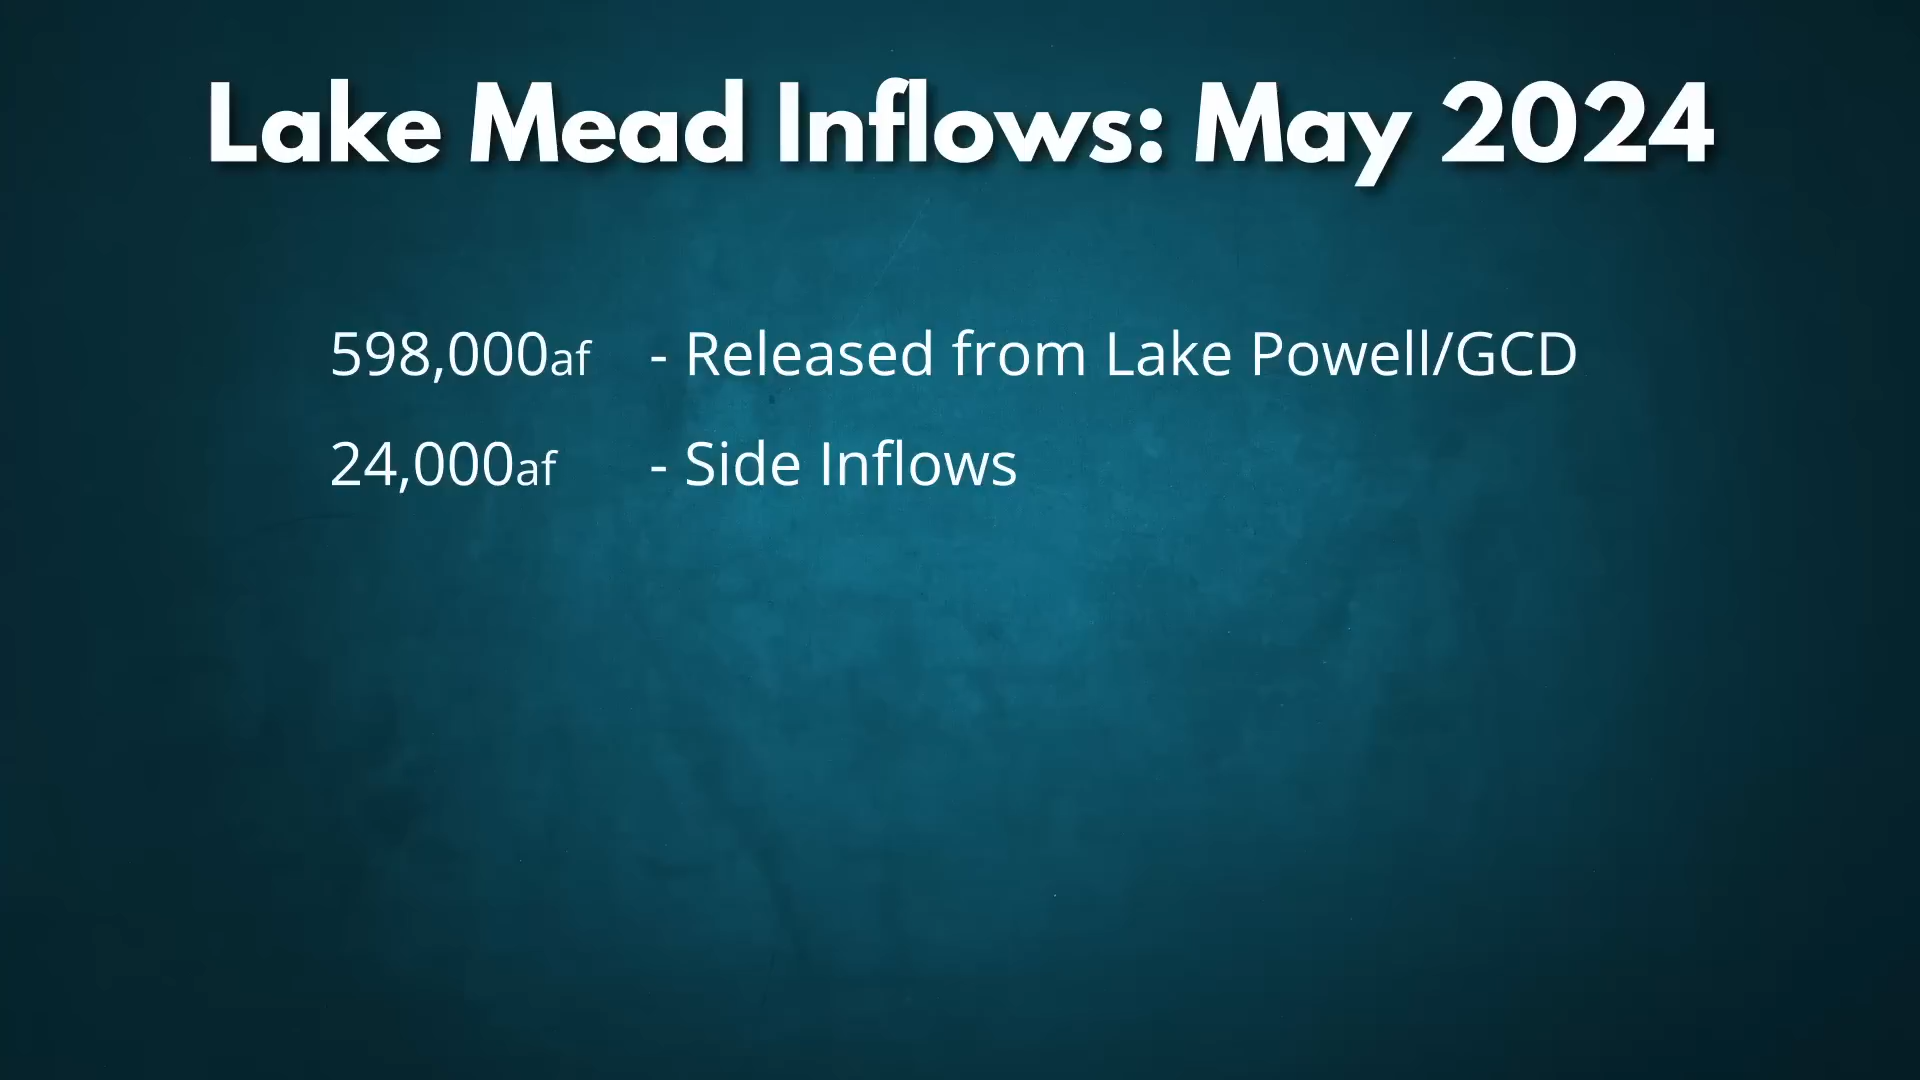 Lake Mead Inflows: May 2024
598,000af - Released from Lake Powell/GCD
24,000af - Side Inflows